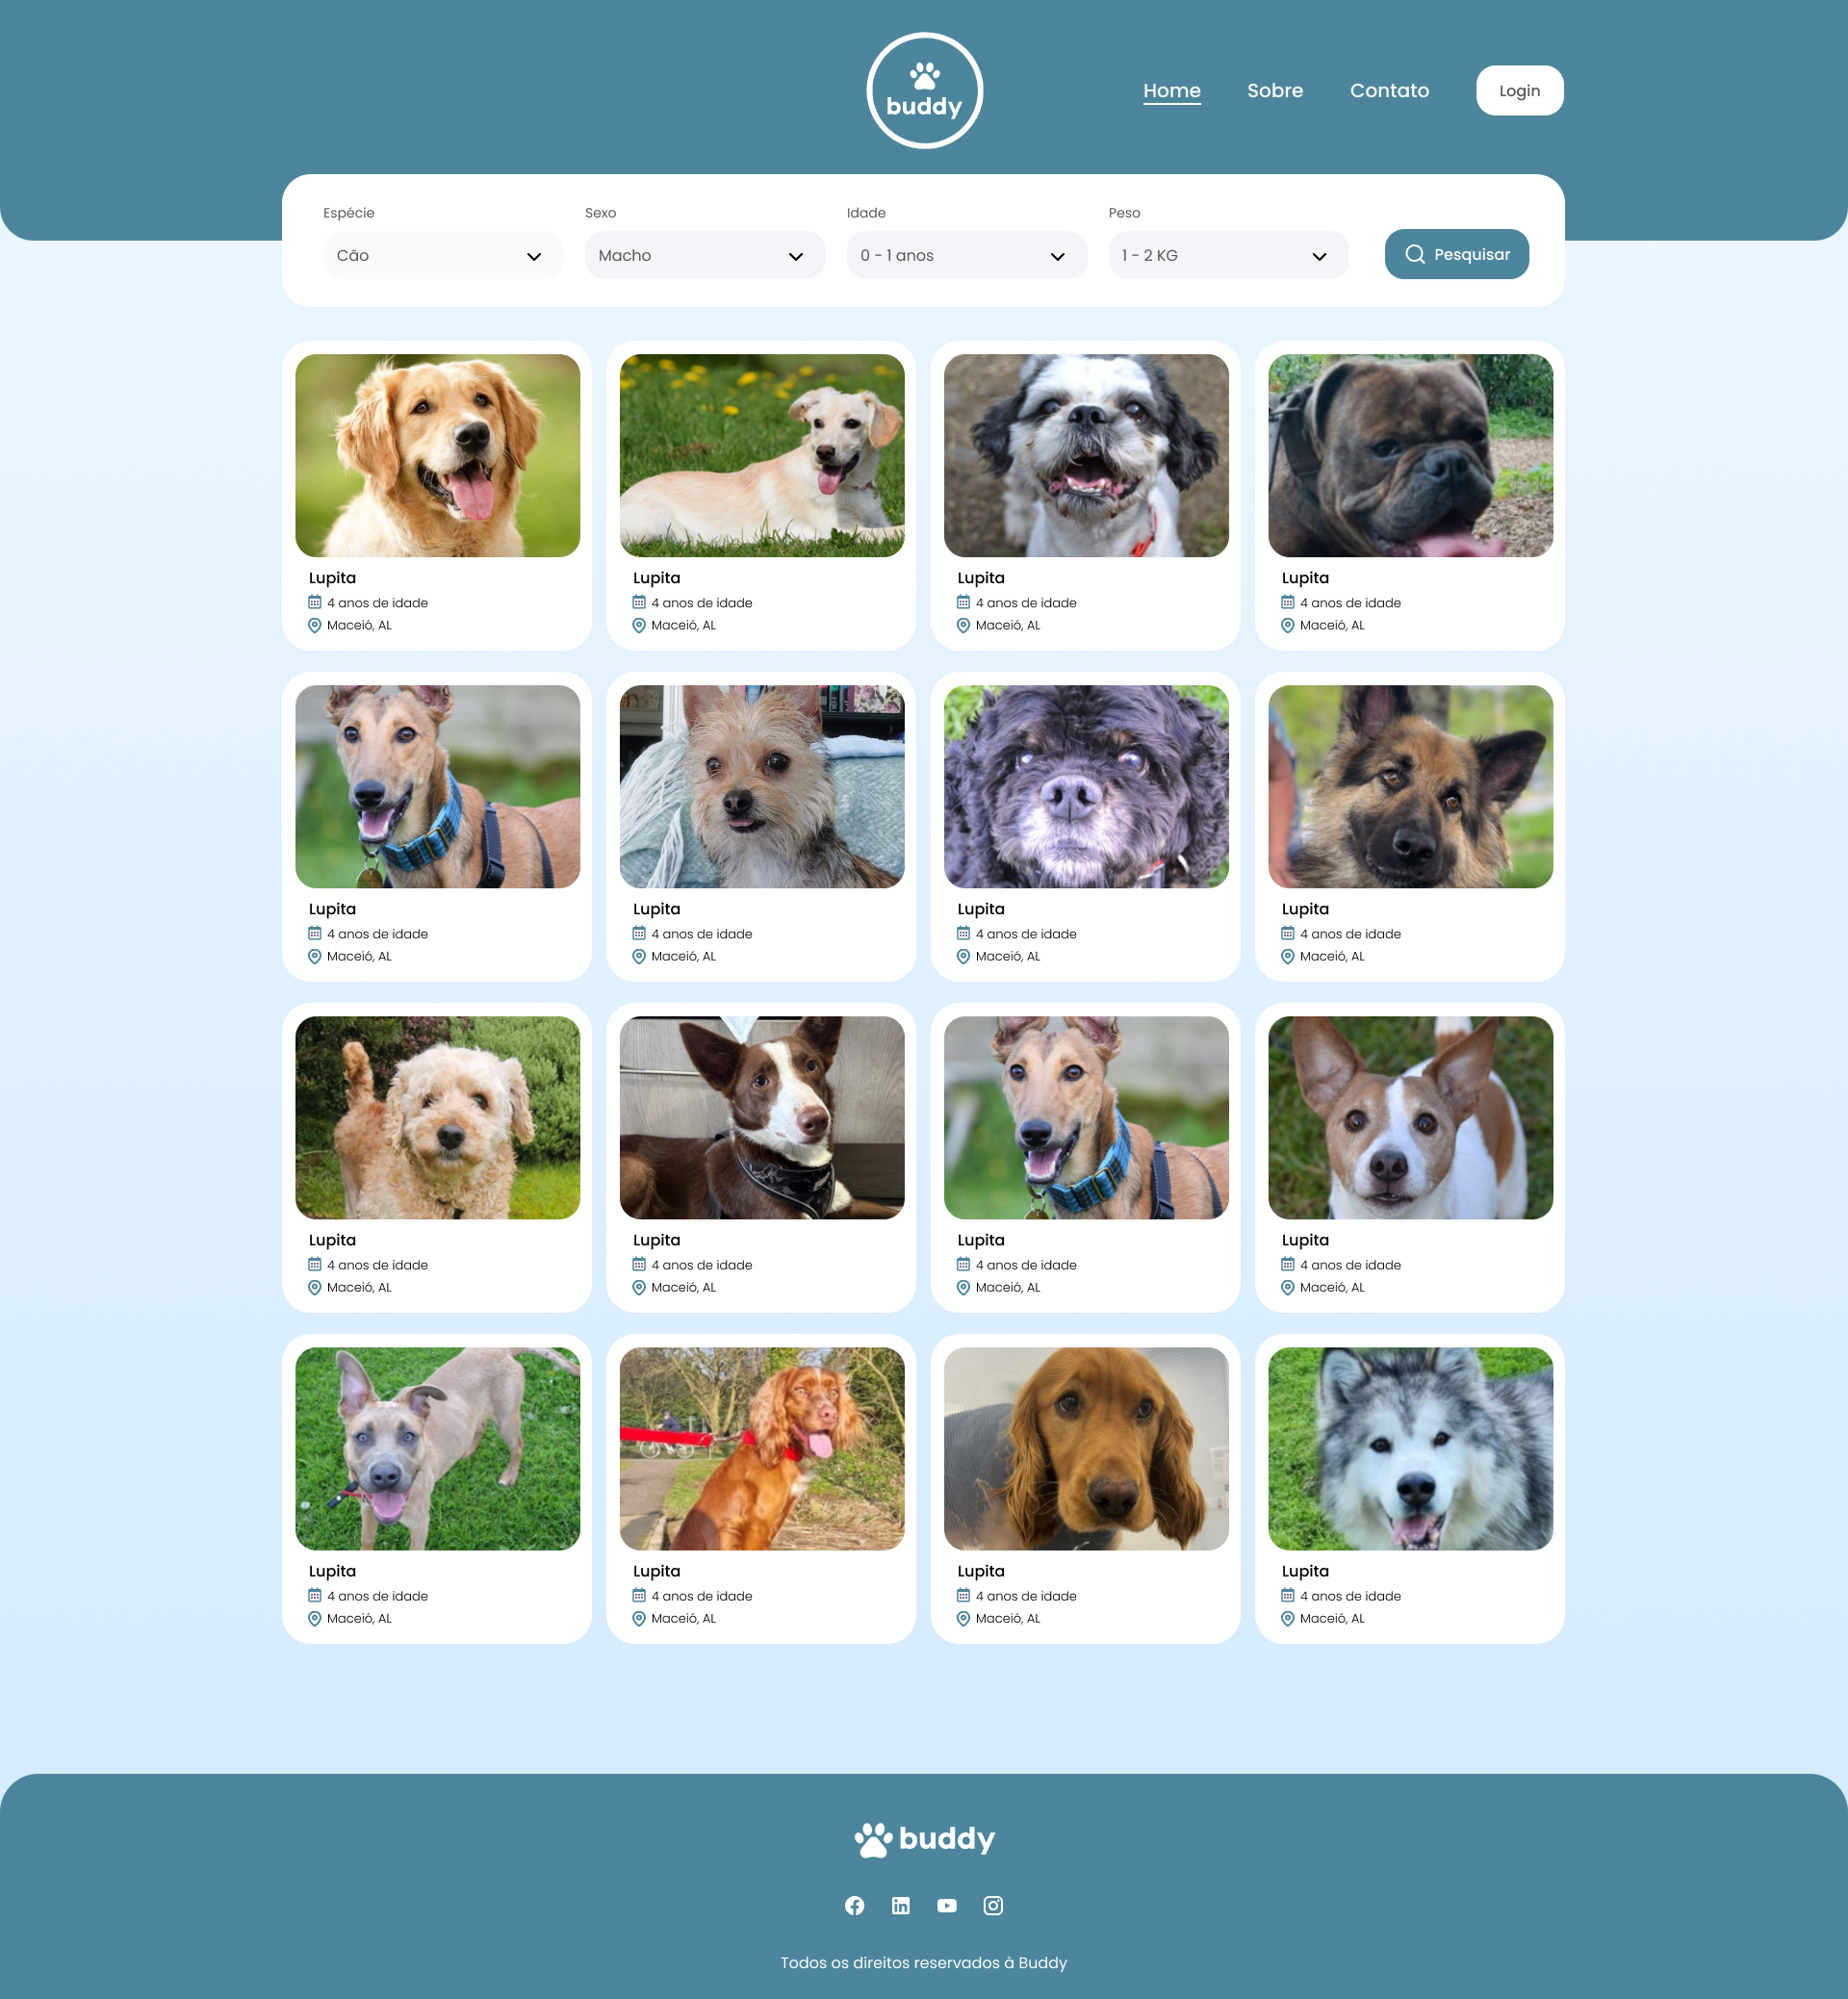 buddy
Home Sobre Contato Login
Espécie Sexo Idade Peso
Cão Macho 0 - 1 anos 1 - 2 KG Pesquisar
Lupita Lupita Lupita Lupita
4 anos de idade 4 anos de idade 4 anos de idade 4 anos de idade
Maceió, AL Maceió, AL Maceió, AL Maceió, AL
Lupita Lupita Lupita Lupita
4 anos de idade 4 anos de idade 4 anos de idade 4 anos de idade
Maceió, AL Maceió, AL Maceió, AL Maceió, AL
Lupita Lupita Lupita Lupita
4 anos de idade 4 anos de idade 4 anos de idade 4 anos de idade
Maceió, AL Maceió, AL Maceió, AL Maceió, AL
Lupita Lupita Lupita Lupita
4 anos de idade 4 anos de idade 4 anos de idade 4 anos de idade
Maceió, AL Maceió, AL Maceió, AL Maceió, AL
buddy
Todos os direitos reservados à Buddy